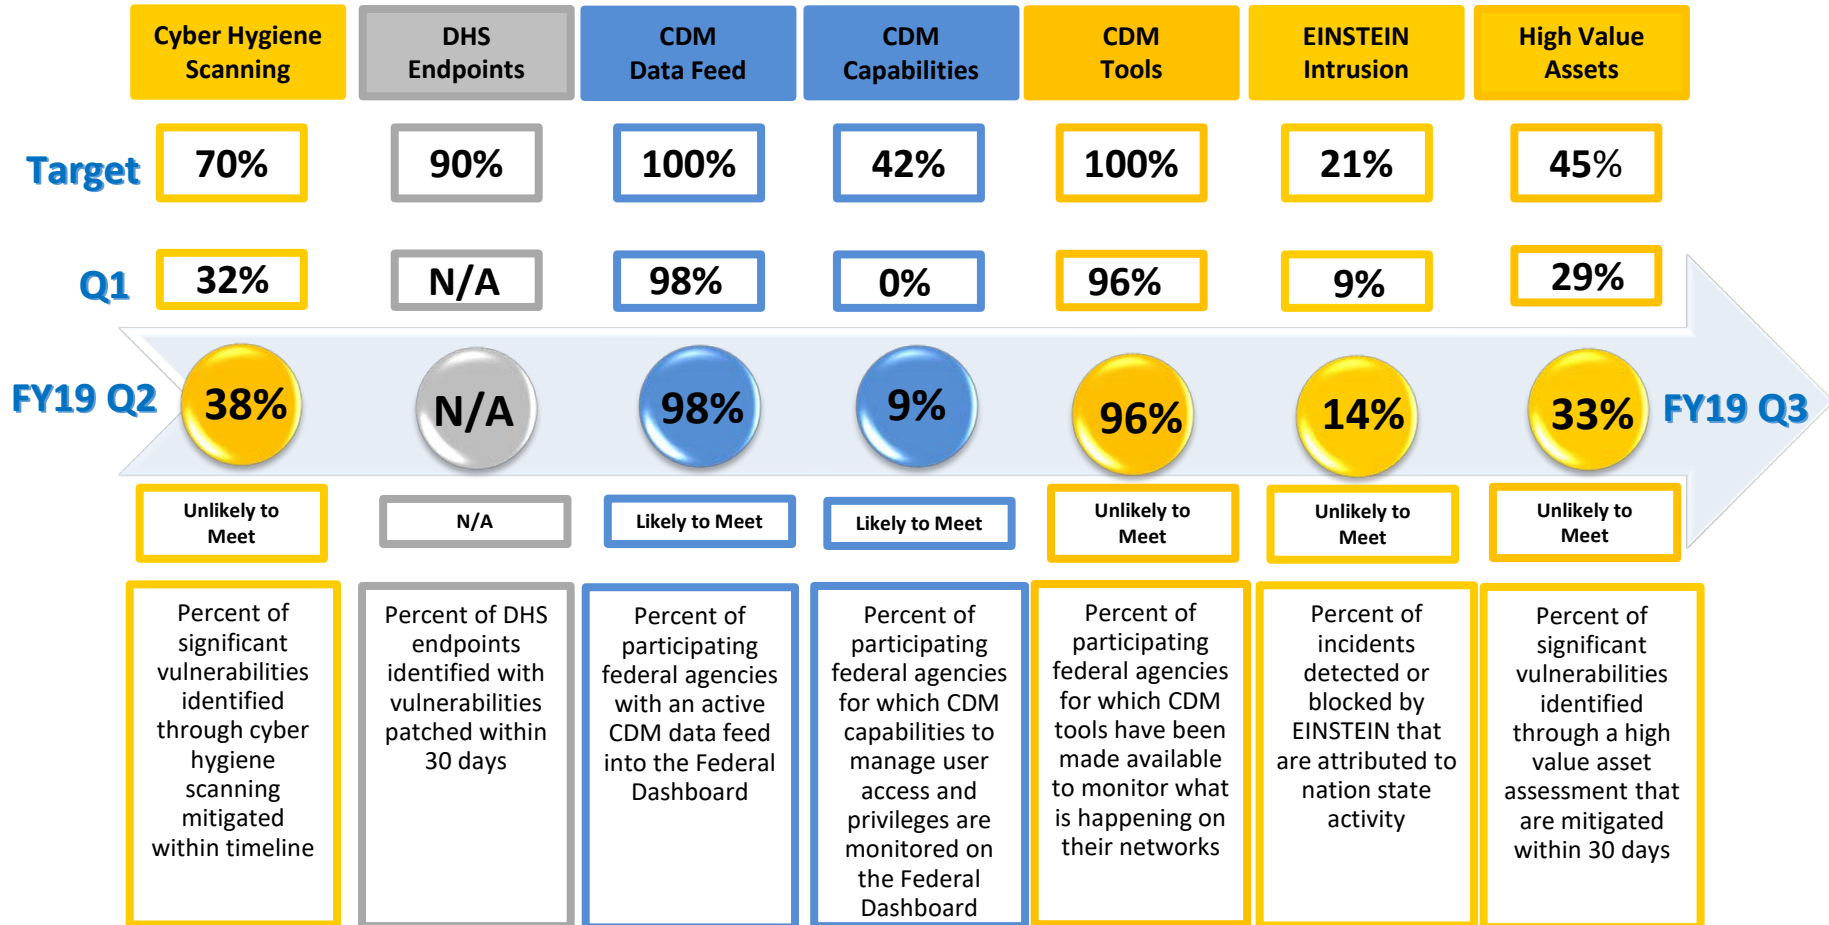 Cyber Hygiene
Scanning
DHS
Endpoints
CDM
Data Feed
CDM
Capabilities
CDM
Tools
EINSTEIN
Intrusion
High Value
Assets
Target
70%
90%
100%
42%
100%
21%
45%
Q1
32%
N/A
98%
0%
96%
9%
29%
FY19 Q2
38%
N/A
98%
9%
96%
14%
33%
FY19 Q3
Unlikely to
Meet
N/A
Likely to Meet
Likely to Meet
Unlikely to
Meet
Unlikely to
Meet
Unlikely to
Meet
Percent of
significant
vulnerabilities
identified
through cyber
hygiene
scanning
mitigated
within timeline
Percent of DHS
endpoints
identified with
vulnerabilities
patched within
30 days
Percent of
participating
federal agencies
with an active
CDM data feed
into the Federal
Dashboard
Percent of
participating
federal agencies
for which CDM
capabilities to
manage user
access and
privileges are
monitored on
the Federal
Dashboard
Percent of
participating
federal agencies
for which CDM
tools have been
made available
to monitor what
is happening on
their networks
Percent of
incidents
detected or
blocked by
EINSTEIN that
are attributed to
nation state
activity
Percent of
significant
vulnerabilities
identified
through a high
value asset
assessment that
are mitigated
within 30 days